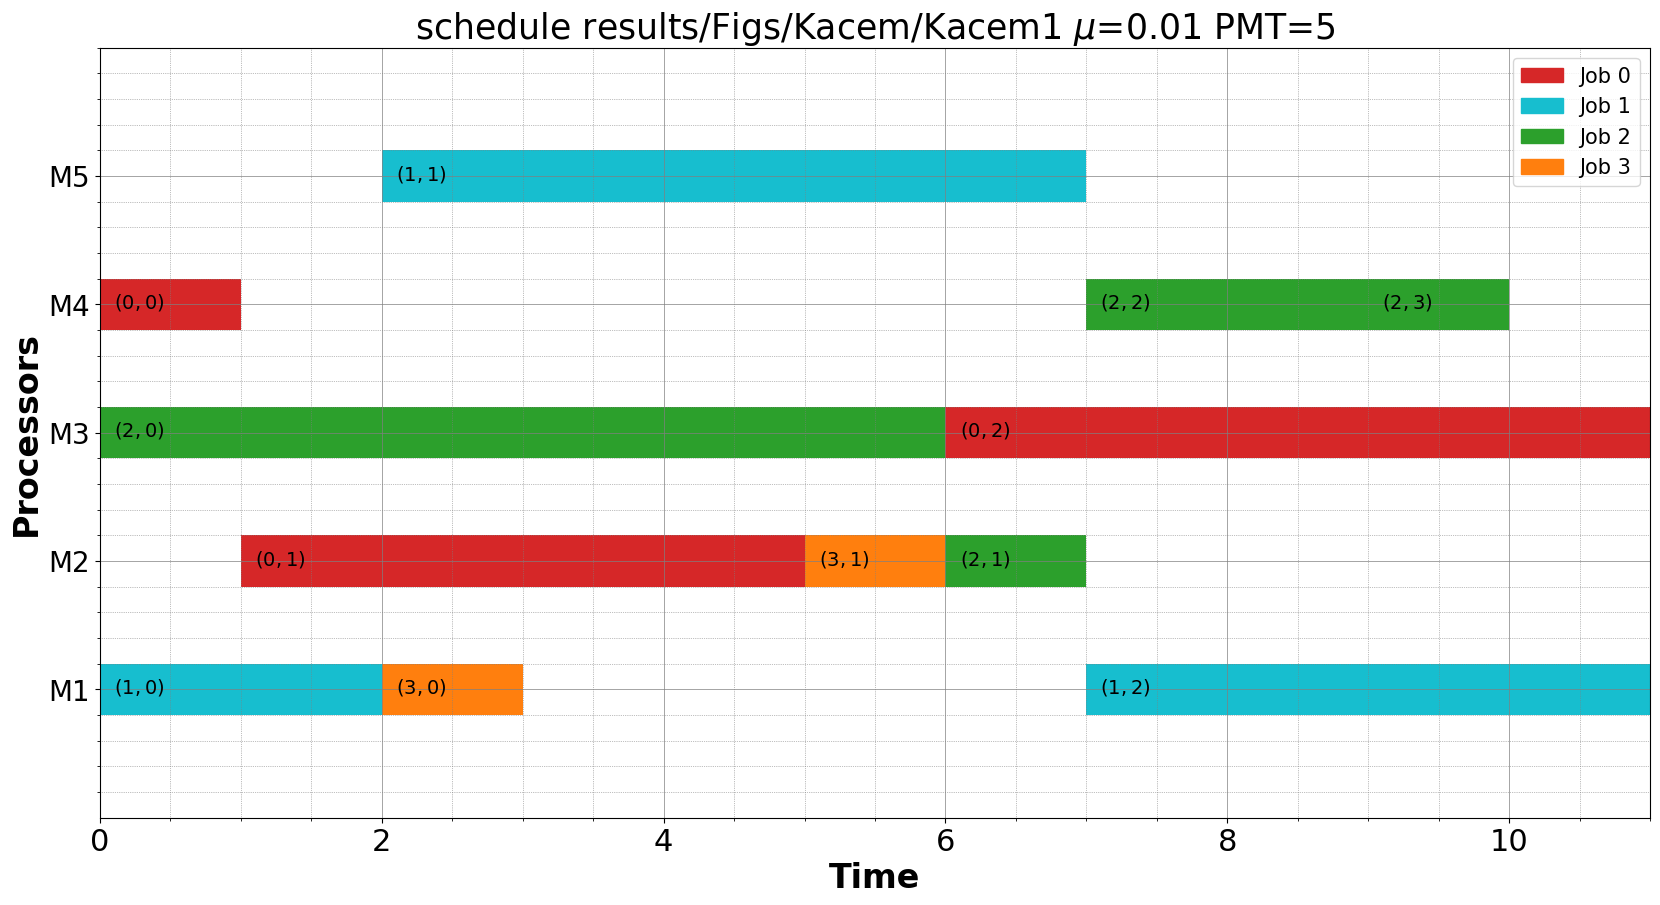 schedule results/Figs/Kacem/Kacem1 μ=0.01 PMT=5
Job 0
Job 1
Job 2
Job 3
M5
(1, 1)
M4
(0, 0)
(2, 2)
(2, 3)
M3
(2, 0)
(0, 2)
M2
(0, 1)
(3, 1)
(2, 1)
M1
(1, 0)
(3, 0)
(1, 2)
Processors
0 2 4 6 8 10
Time